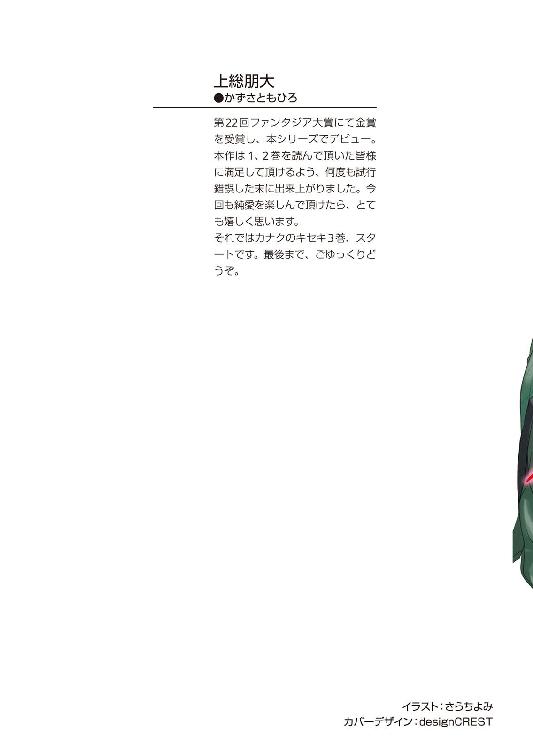 上総朋大
●かずさともひろ
第22回ファンタジア大賞にて金賞
を受賞し、本シリーズでデビュー。
本作は1、2巻を読んで頂いた皆様
に満足して頂けるよう、何度も試行
錯誤した末に出来上がりました。今
回も純愛を楽しんで頂けたら、とて
も嬉しく思います。
それではカナクのキセキ3巻、スタ
ートです。最後まで、ごゆっくりど
うぞ。
イラスト：さらちよみ
カバーデザイン：designCREST